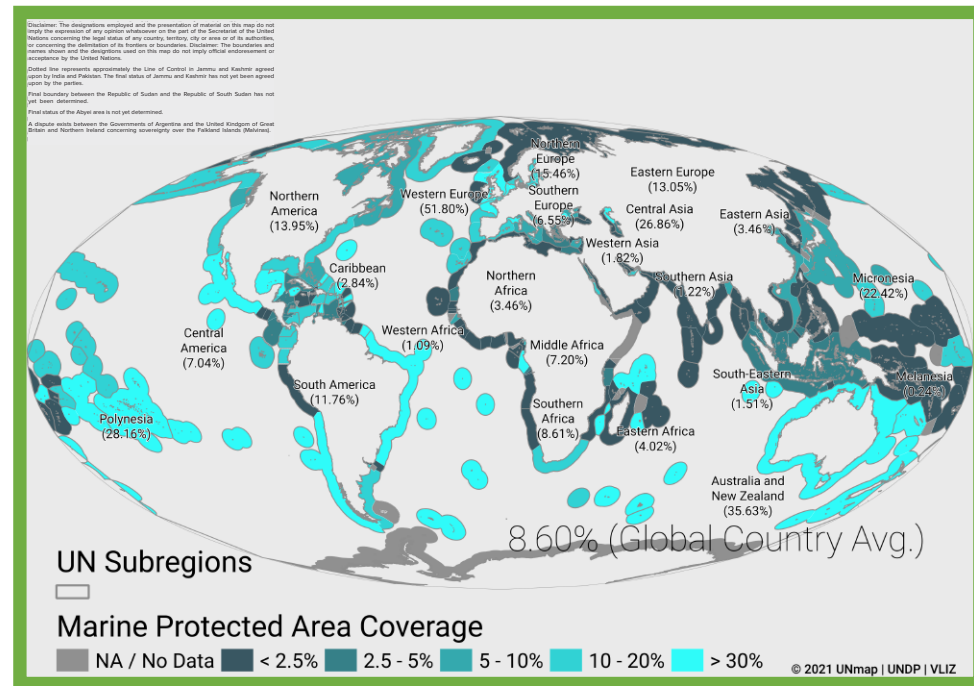 Disclaimer: The designations employed and the presentation of material on this map do not
imply the expression of any opinion whatsoever on the part of the Secretariat of the United
Nations concerning the legal status of any country, territory, city or area or of its authorities,
or concerning the delimitation of its frontiers or boundaries. Disclaimer: The boundaries and
names shown and the designtions used on this map do not imply official endoresement or
acceptance by the United Nations.
Dotted line represents approximately the Line of Control in Jammu and Kashmir agreed
upon by India and Pakistan. The final status of Jammu and Kashmir has not yet been agreed
upon by the parties.
Final boundary between the Republic of Sudan and the Republic of South Sudan has not
yet been determined.
Final status of the Abyei area is not yet determined.
A dispute exists between the Governments of Argentine and the United Kindgom of Great
Britain and Northern Ireland concerning sovereignty over the Falkland Islands (Malvinas).
Northern
Europe
(15.46%)
Eastern Europe
(13.05%)
Western Europe
(51.80%)
Southern
Europe
(6.55%)
Northern
America
(13.95%)
Central Asia
(26.86%)
Eastern Asia
(3.46%)
Western Asia
(1.82%)
Caribbean
(2.84%)
Northern
Africa
(3.46%)
Southern Asia
(1.22%)
Micronesia
(22.42%)
Central
America
(7.04%)
Western Africa
(1.09%)
Middle Africa
(7.20%)
South America
(11.76%)
South-Eastern
Asia
(1.51%)
Melanesia
(0.24%)
Polynesia
(28.16%)
Southern
Africa
(8.61%)
Eastern Africa
(4.02%)
Australia and
New Zealand
(35.63%)
8.60% (Global Country Avg.)
UN Subregions
Marine Protected Area Coverage
NA / No Data < 2.5% 2.5 - 5% 5 - 10% 10 - 20% > 30%
© 2021 UNmap | UNDP | VLIZ